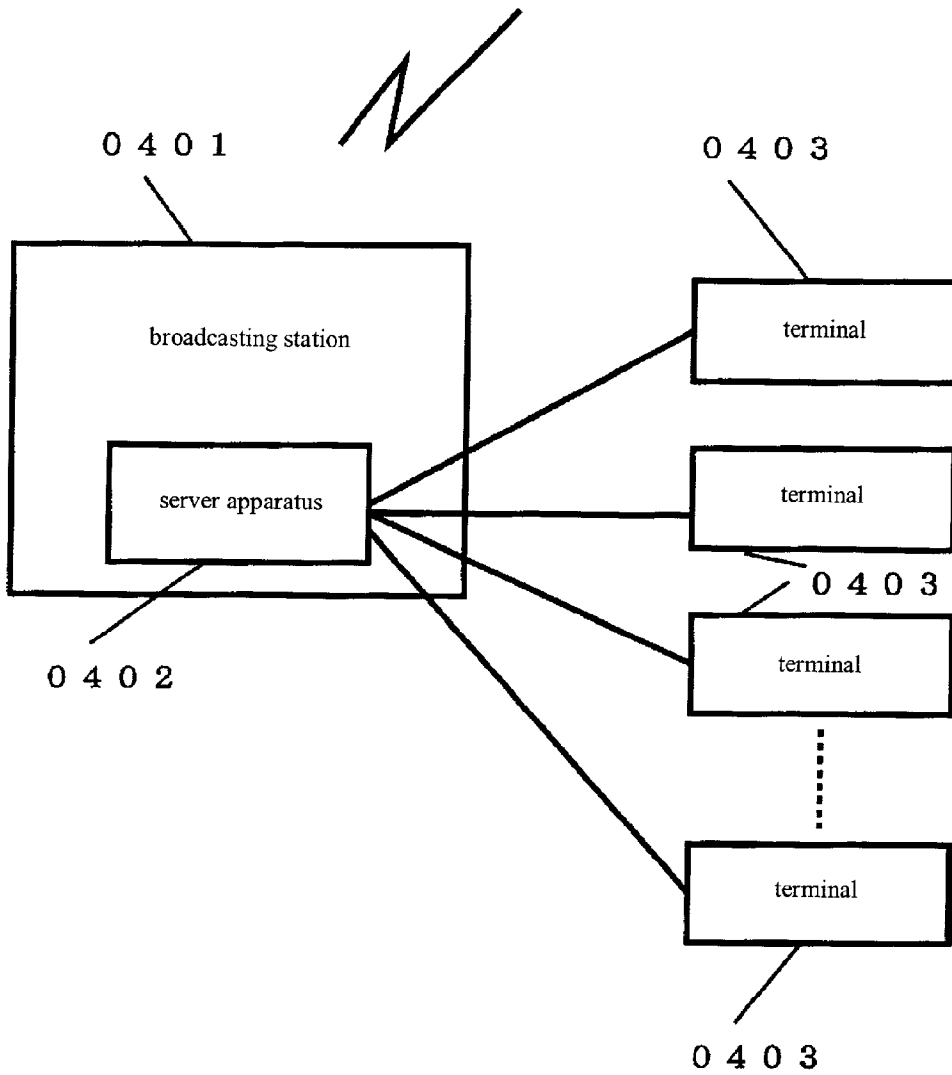 0401
0403
broadcasting station
terminal
server apparatus
terminal
0403
0402
terminal
terminal
0403